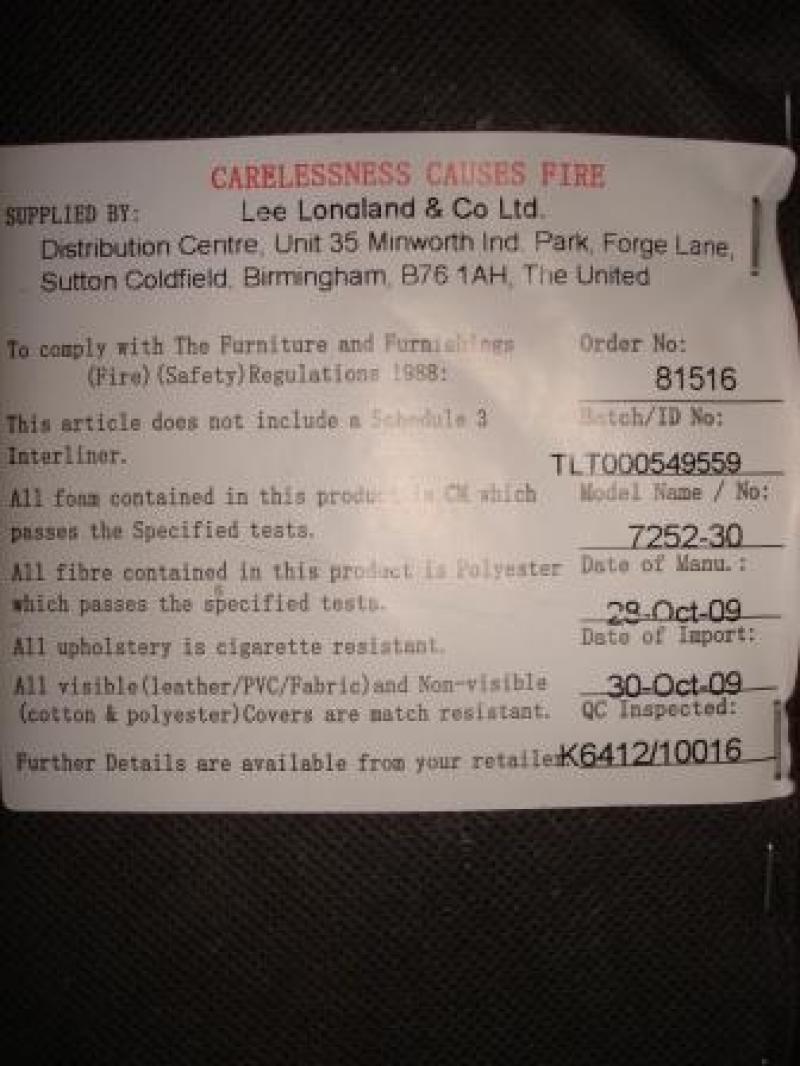 CARELESSNESS CAUSES FIRE
SUPPLIED BY: Lee Longland & Co Ltd.
Distribution Centre, Unit 35 Minworth Ind. Park, Forge Lane,
Sutton Coldfield, Birmingham, B76 1AH, The United
To comply with The Furniture and Furnishings
(Fire)(Safety)Regulations 1988:
Order No:
81516
This article does not include a Schedule 3
Interliner.
Batch/ID No:
TLT000549559
All foam contained in this product is CM which
passes the Specified tests.
Model Name / No:
7252-30
All fibre contained in this product is Polyester
which passes the specified tests.
Date of Manu.:
28-Oct-09
All upholstery is cigarette resistant.
Date of Import:
30-Oct-09
All visible(leather/PVC/Fabric)and Non-visible
(cotton & polyester)Covers are match resistant.
QC Inspected:
K6412/10016
Further Details are available from your retailer